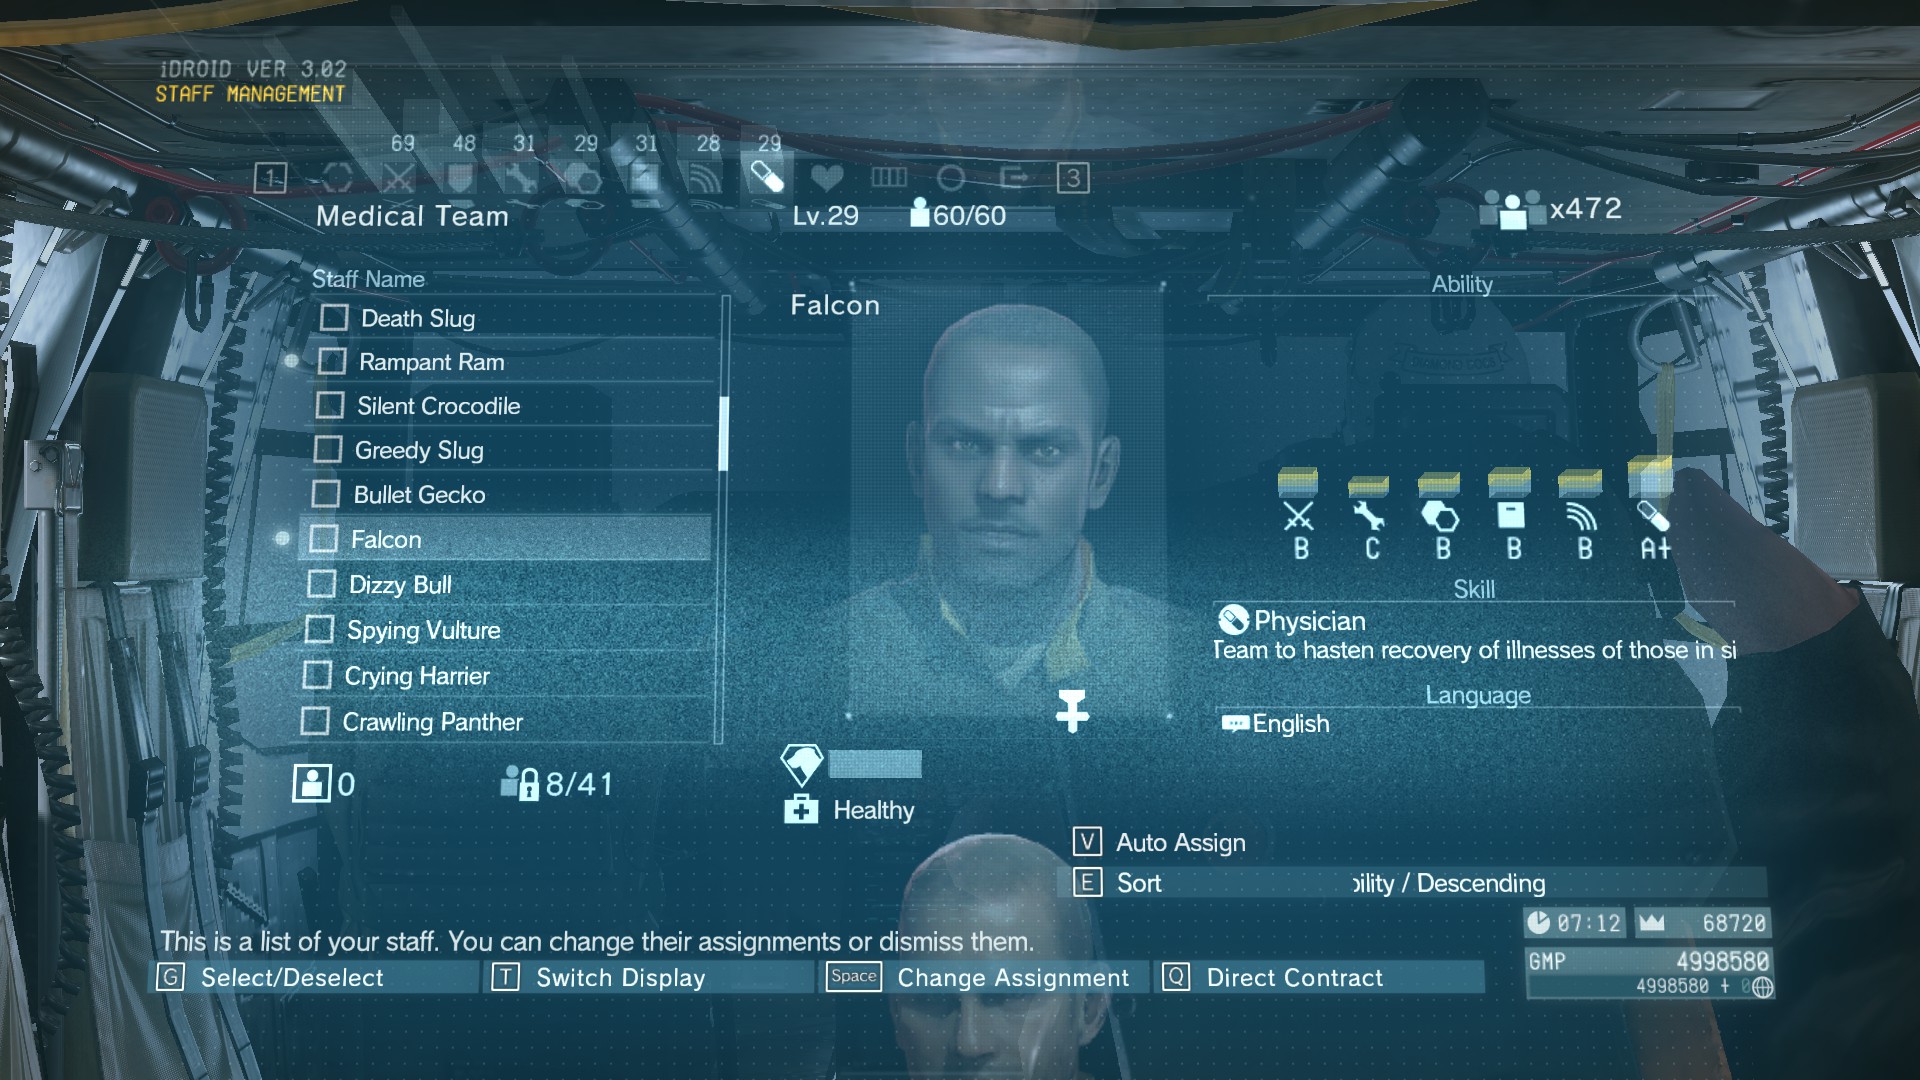 iDROID VER 3.02
STAFF MANAGEMENT
69 48 31 29 31 28 29
1 3
Medical Team Lv.29 60/60 x472
Staff Name
Death Slug
Rampant Ram
Silent Crocodile
Greedy Slug
Bullet Gecko
Falcon
Dizzy Bull
Spying Vulture
Crying Harrier
Crawling Panther
0 8/41
Falcon
Healthy
Ability
B C B B B A+
Skill
Physician
Team to hasten recovery of illnesses of those in si
Language
English
V Auto Assign
E Sort ility / Descending
07:12 68720
GMP 4998580
4998580 + 0
This is a list of your staff. You can change their assignments or dismiss them.
G Select/Deselect T Switch Display Space Change Assignment Q Direct Contract